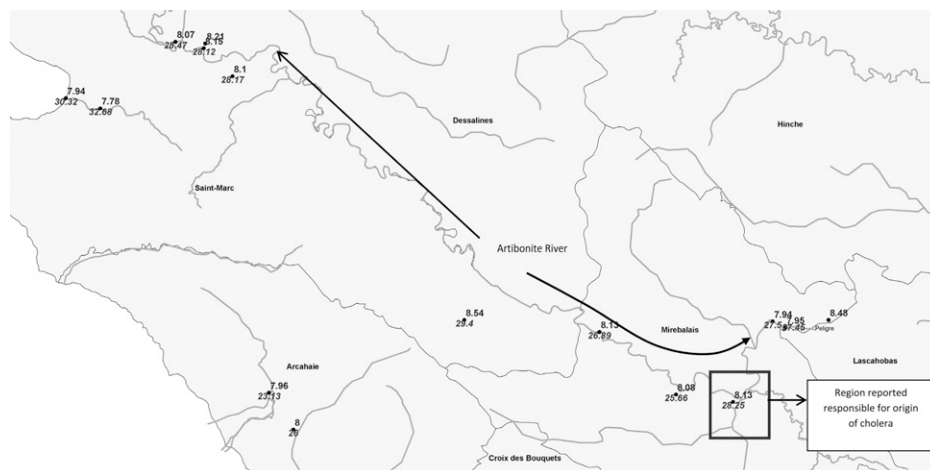 8.07
8.21
8.15
28.47
28.12
8.1
28.17
7.94
30.32
7.78
32.68
Dessalines
Hinche
Saint-Marc
Artibonite River
8.54
29.4
8.13
26.89
Mirebalais
7.94
27.5
7.95
27.45
Peligre
8.48
Lascahobas
Arcahaie
7.96
23.13
8
26
8.08
25.66
8.13
28.25
Region reported
responsible for origin
of cholera
Croix des Bouquets